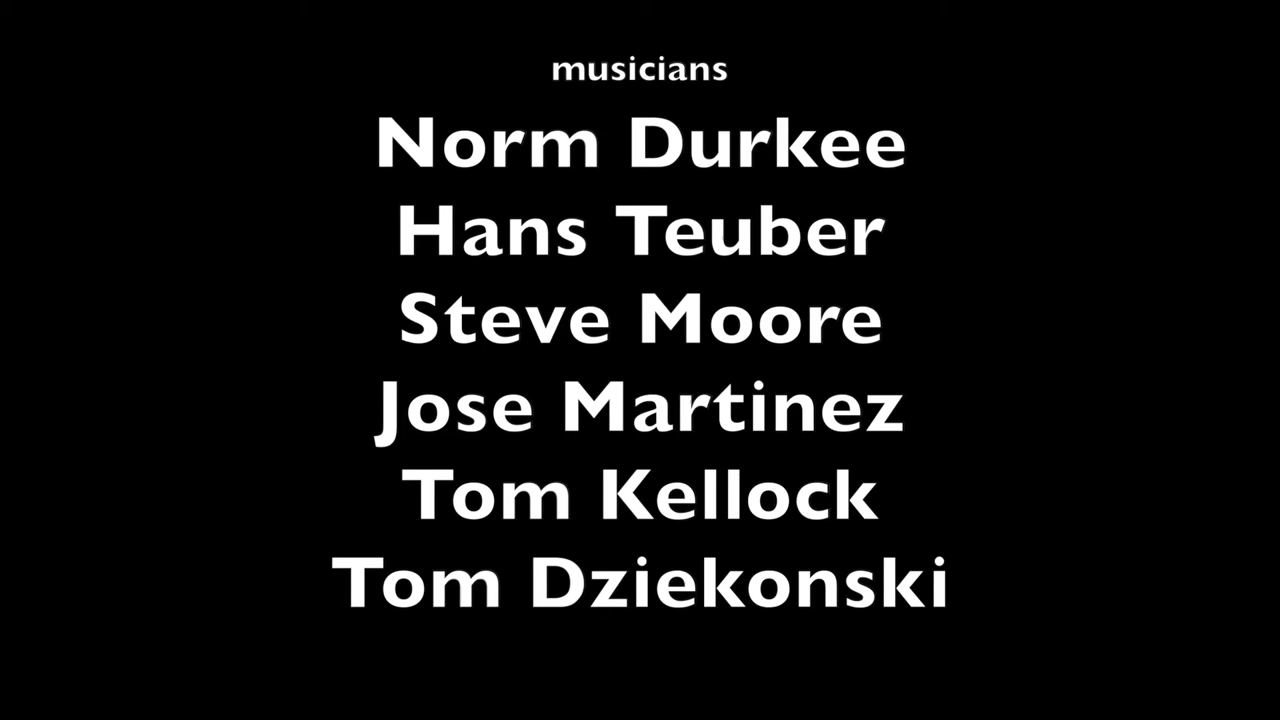 musicians
Norm Durkee
Hans Teuber
Steve Moore
Jose Martinez
Tom Kellock
Tom Dziekonski